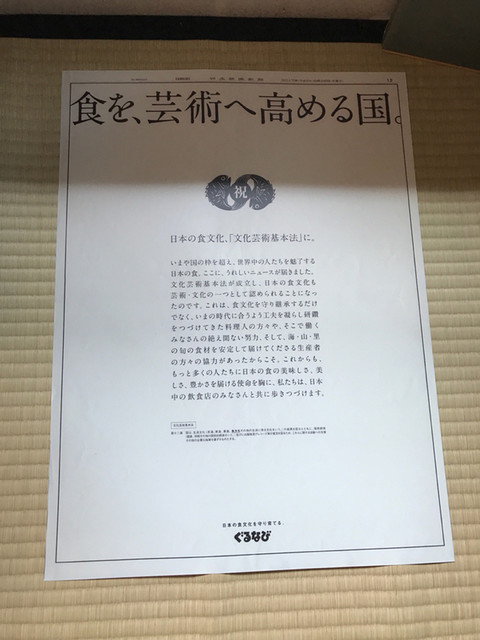 食を、芸術へ高める国。
祝
日本の食文化、「文化芸術基本法」に。
いまや国の枠を超え、世界中の人たちを魅了する
日本の食。ここに、うれしいニュースが届きました。
文化芸術基本法が成立し、日本の食文化も
芸術・文化の一つとして認められることになっ
たのです。これは、食文化を守り継承するだけ
でなく、いまの時代に合うよう工夫を凝らし研鑽
をつづけてきた料理人の方々や、そこで働く
みなさんの絶え間ない努力、そして、海・山・里
の旬の食材を安定して届けてくださる生産者
の方々の協力があったからこそ。これからも、
もっと多くの人たちに日本の食の美味しさ、美
しさ、豊かさを届ける使命を胸に、私たちは、日本
中の飲食店のみなさんと共に歩きつづけます。
日本の食文化を守り育てる。
ぐるなび